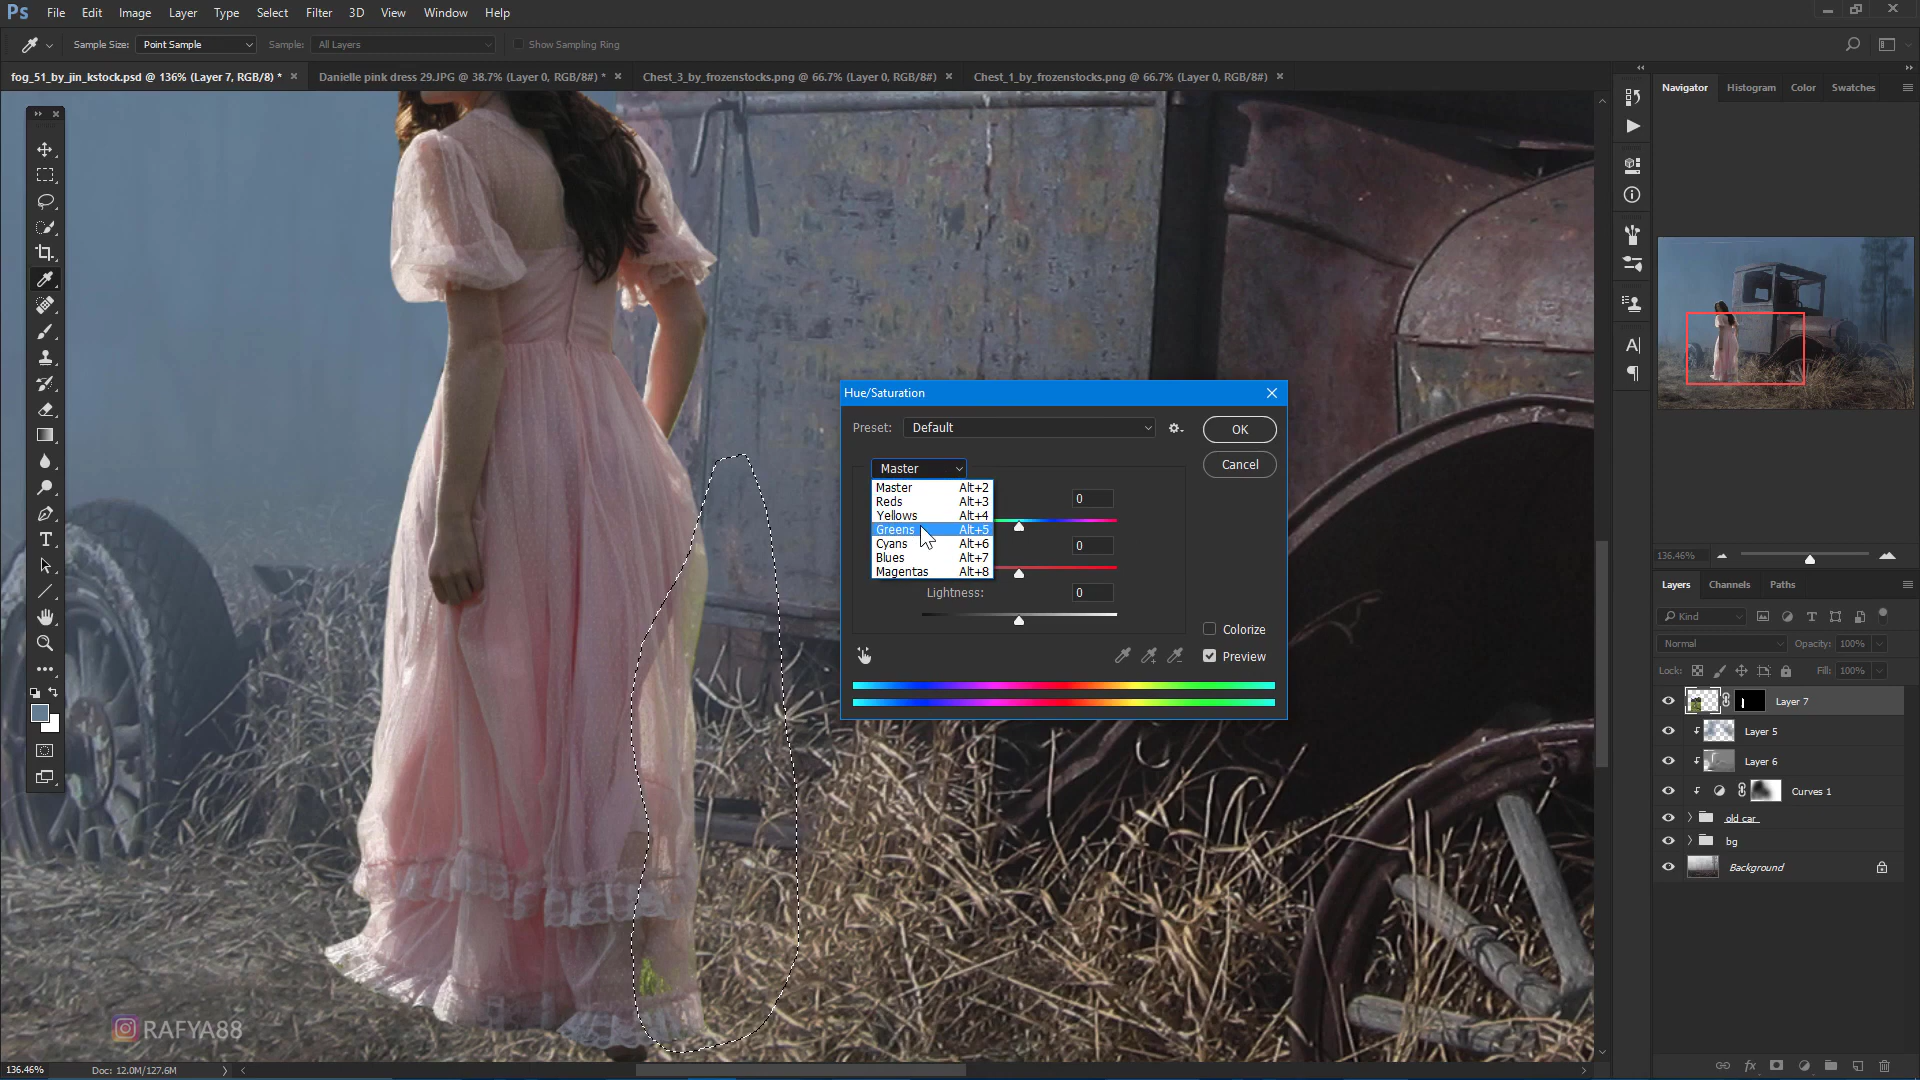 Ps File Edit Image Layer Type Select Filter 3D View Window Help
Sample Size: Point Sample Sample: All Layers Show Sampling Ring
fog_51_by_jin_kstock.psd @ 136% (Layer 7, RGB/8) * Danielle pink dress 29.JPG @ 38.7% (Layer 0, RGB/8#) * Chest_3_by_frozenstocks.png @ 66.7% (Layer 0, RGB/8#) Chest_1_by_frozenstocks.png @ 66.7% (Layer 0, RGB/8#)
Navigator Histogram Color Swatches
Hue/Saturation
Preset: Default
OK
Cancel
Master
Master Alt+2
Reds Alt+3
Yellows Alt+4
Greens Alt+5
Cyans Alt+6
Blues Alt+7
Magentas Alt+8
0
0
Lightness: 0
Colorize
Preview
136.46%
Layers Channels Paths
Kind
Normal Opacity: 100%
Lock: Fill: 100%
Layer 7
Layer 5
Layer 6
Curves 1
old car
bg
Background
RAFYA88
136.46% Doc: 12.0M/127.6M